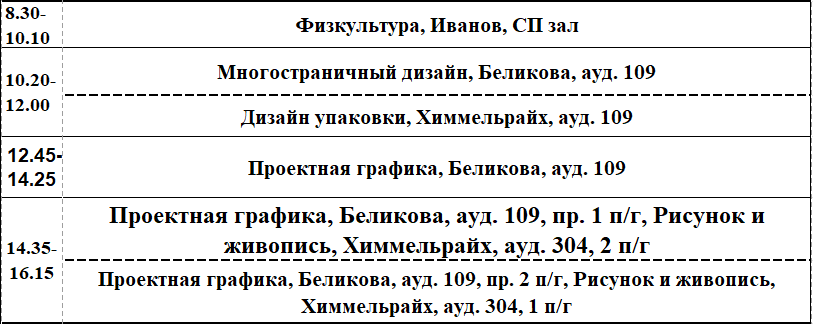 8.30-
10.10
Физкультура, Иванов, СП зал
10.20-
12.00
Многостраничный дизайн, Беликова, ауд. 109
Дизайн упаковки, Химмельрайх, ауд. 109
12.45-
14.25
Проектная графика, Беликова, ауд. 109
14.35-
16.15
Проектная графика, Беликова, ауд. 109, пр. 1 п/г, Рисунок и
живопись, Химмельрайх, ауд. 304, 2 п/г
Проектная графика, Беликова, ауд. 109, пр. 2 п/г, Рисунок и живопись,
Химмельрайх, ауд. 304, 1 п/г